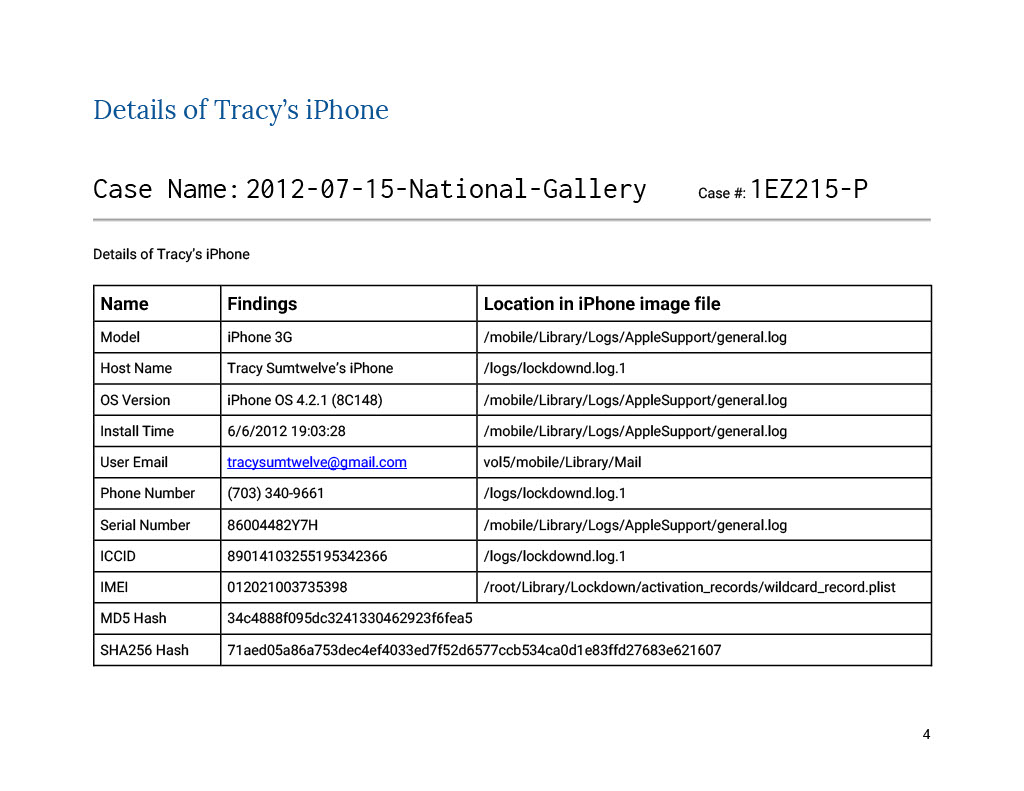 Details of Tracy’s iPhone
Case Name: 2012-07-15-National-Gallery Case #: 1EZ215-P
Details of Tracy’s iPhone
Name Findings Location in iPhone image file
Model iPhone 3G /mobile/Library/Logs/AppleSupport/general.log
Host Name Tracy Sumtwelve’s iPhone /logs/lockdownd.log.1
OS Version iPhone OS 4.2.1 (8C148) /mobile/Library/Logs/AppleSupport/general.log
Install Time 6/6/2012 19:03:28 /mobile/Library/Logs/AppleSupport/general.log
User Email tracysumtwelve@gmail.com vol5/mobile/Library/Mail
Phone Number (703) 340-9661 /logs/lockdownd.log.1
Serial Number 86004482Y7H /mobile/Library/Logs/AppleSupport/general.log
ICCID 89014103255195342366 /logs/lockdownd.log.1
IMEI 012021003735398 /root/Library/Lockdown/activation_records/wildcard_record.plist
MD5 Hash 34c4888f095dc3241330462923f6fea5
SHA256 Hash 71aed05a86a753dec4ef4033ed7f52d6577ccb534ca0d1e83ffd27683e621607
4